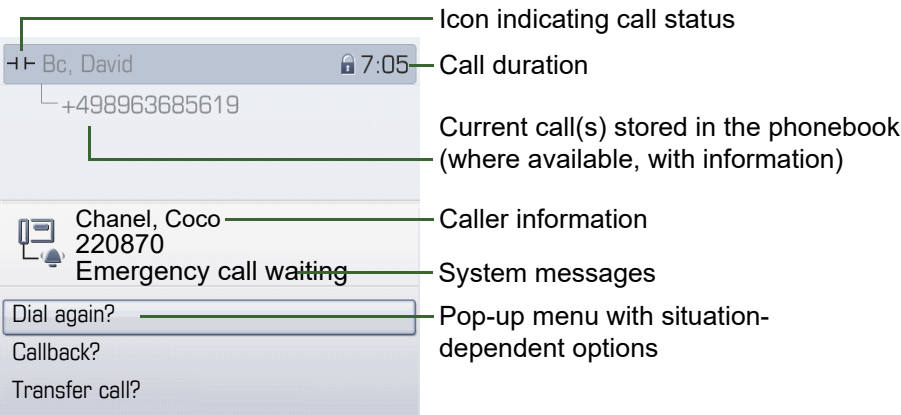 Icon indicating call status
Bc, David 7:05
Call duration
+498963685619
Current call(s) stored in the phonebook
(where available, with information)
Chanel, Coco
Caller information
220870
Emergency call waiting
System messages
Dial again?
Pop-up menu with situation-
dependent options
Callback?
Transfer call?